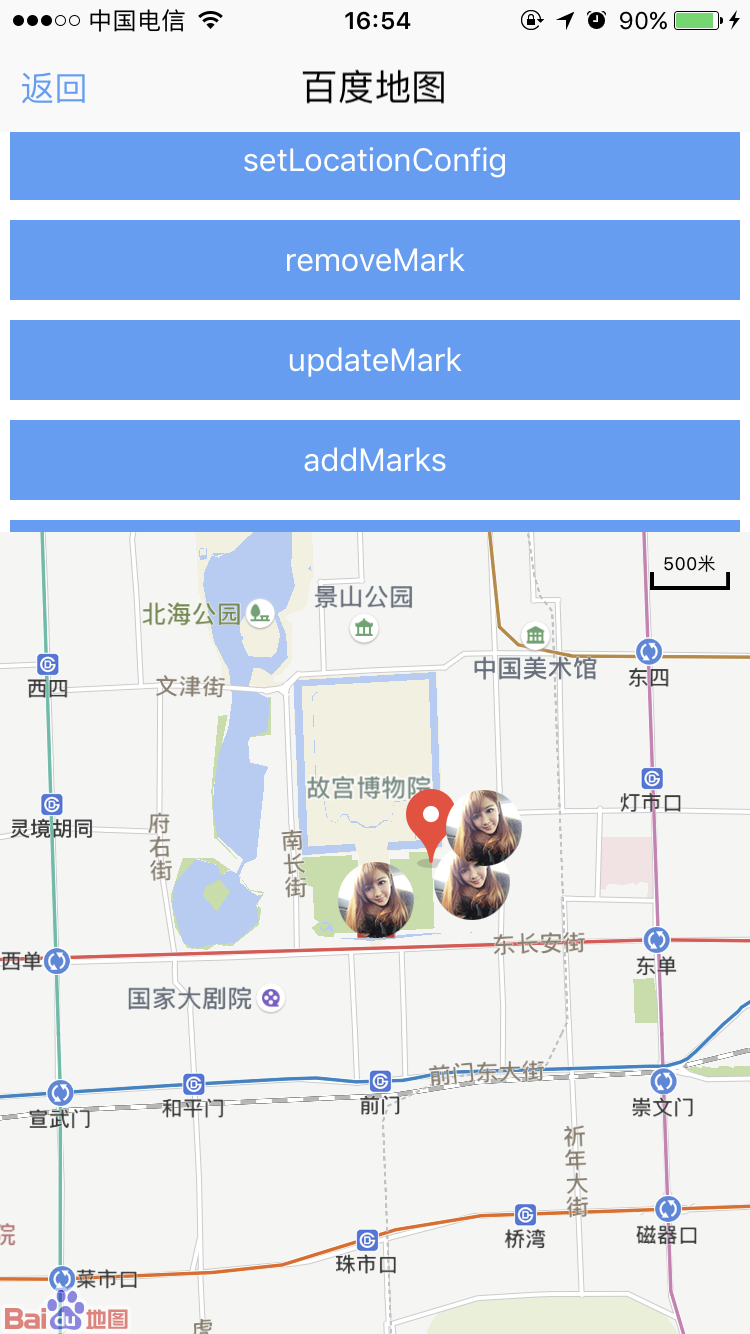 中国电信
16:54
90%
返回
百度地图
setLocationConfig
removeMark
updateMark
addMarks
500米
景山公园
北海公园
中国美术馆
东四
西四
文津街
故宫博物院
灯市口
灵境胡同
府右街
南长街
东长安街
西单
东单
国家大剧院
前门东大街
和平门
前门
崇文门
宣武门
祈年大街
院
桥湾
磁器口
珠市口
菜市口
Bai du 地图
虎